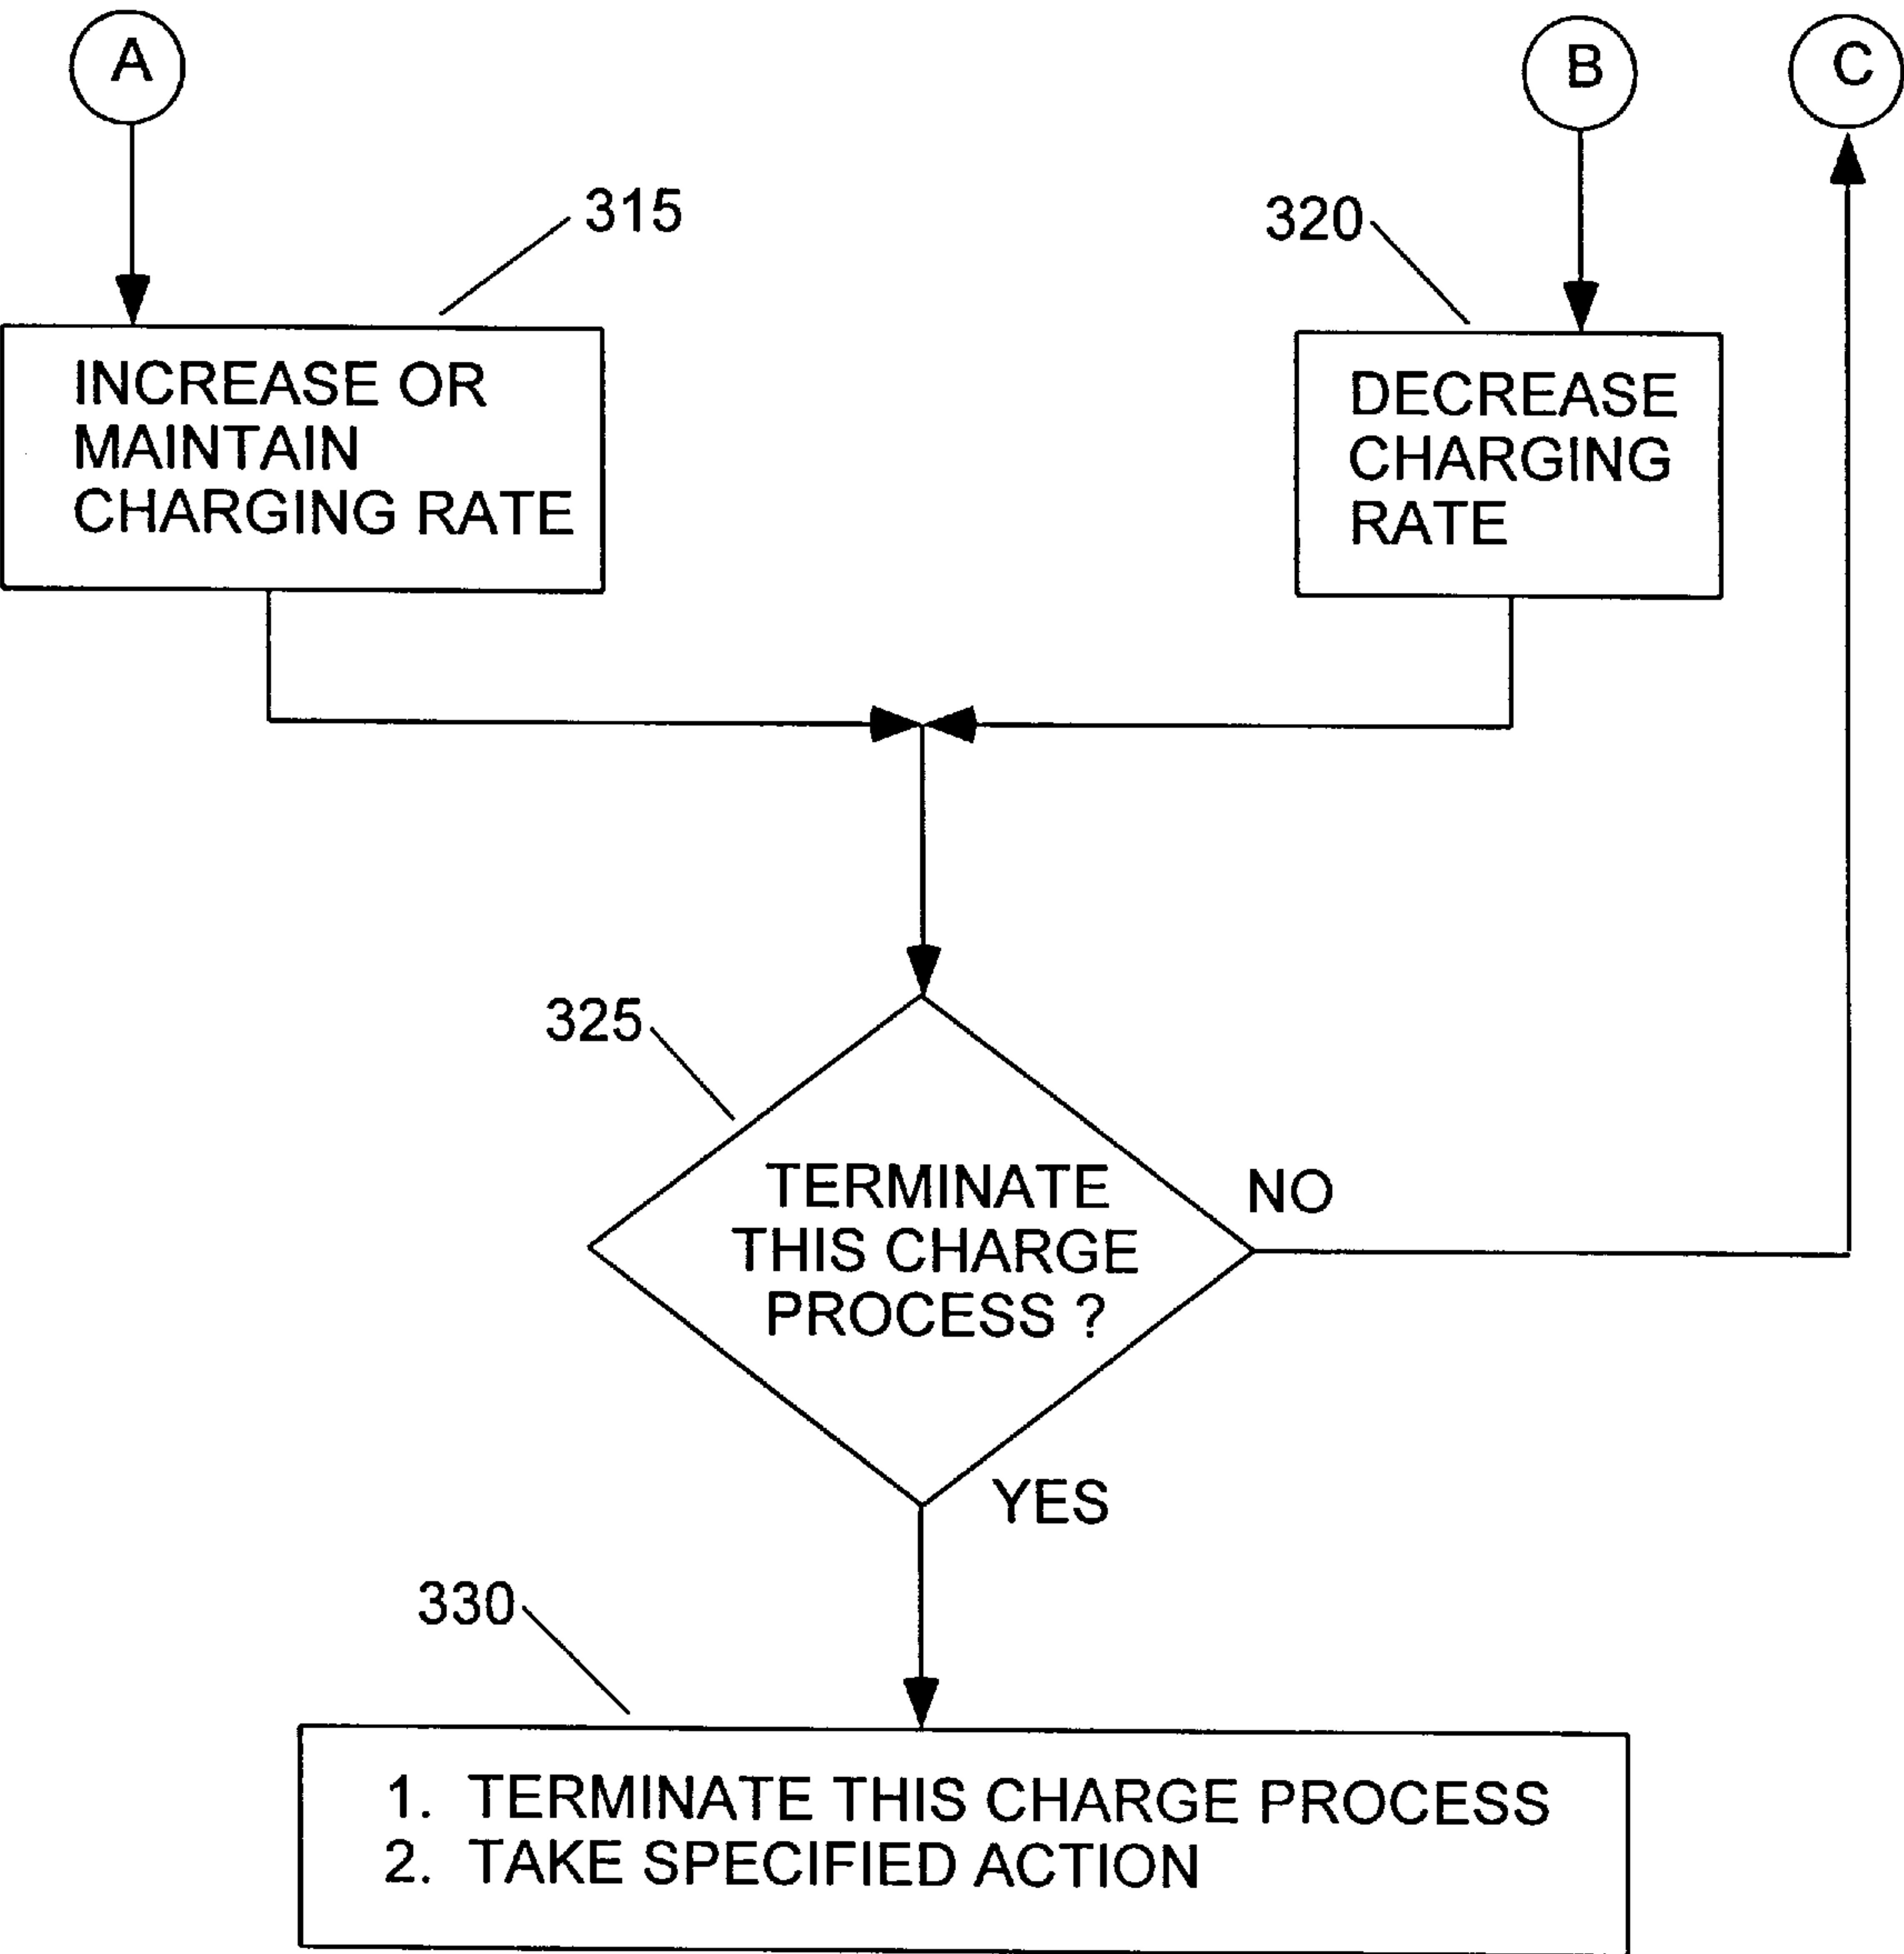 A
B
C
315
320
INCREASE OR
MAINTAIN
CHARGING RATE
DECREASE
CHARGING
RATE
325
TERMINATE
THIS CHARGE
PROCESS ?
NO
YES
330
1. TERMINATE THIS CHARGE PROCESS
2. TAKE SPECIFIED ACTION